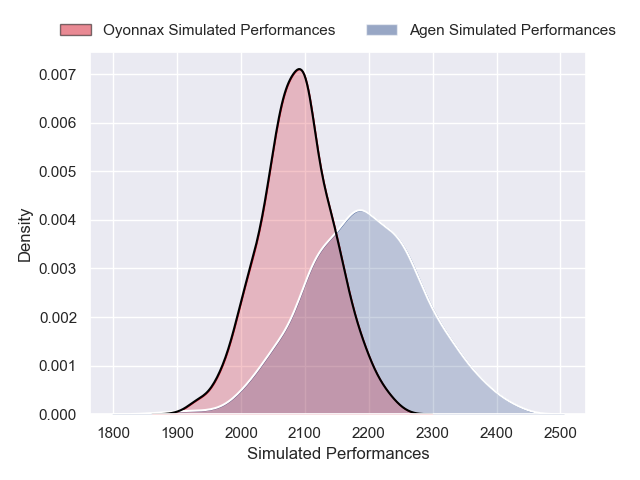 Oyonnax Simulated Performances
Agen Simulated Performances
0.007
0.006
0.005
0.004
0.003
0.002
0.001
0.000
Density
1800 1900 2000 2100 2200 2300 2400 2500
Simulated Performances